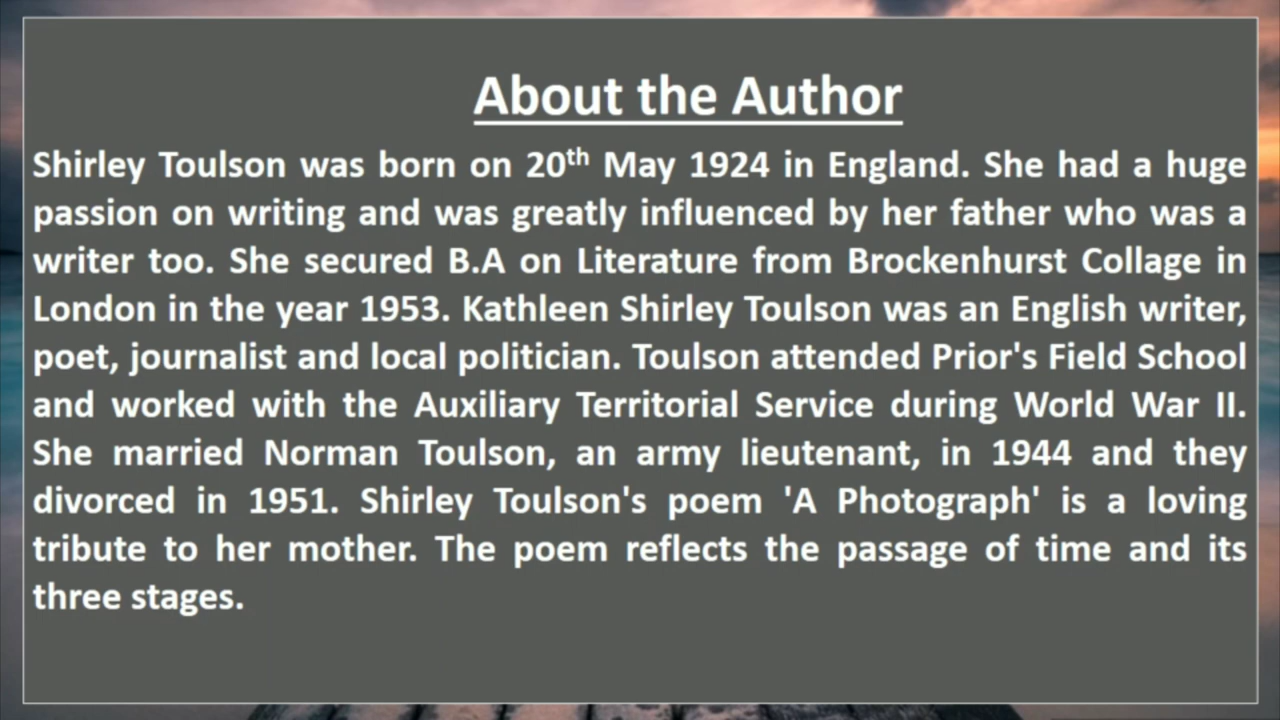 About the Author
Shirley Toulson was born on 20th May 1924 in England. She had a huge
passion on writing and was greatly influenced by her father who was a
writer too. She secured B.A on Literature from Brockenhurst Collage in
London in the year 1953. Kathleen Shirley Toulson was an English writer,
poet, journalist and local politician. Toulson attended Prior's Field School
and worked with the Auxiliary Territorial Service during World War II.
She married Norman Toulson, an army lieutenant, in 1944 and they
divorced in 1951. Shirley Toulson's poem 'A Photograph' is a loving
tribute to her mother. The poem reflects the passage of time and its
three stages.